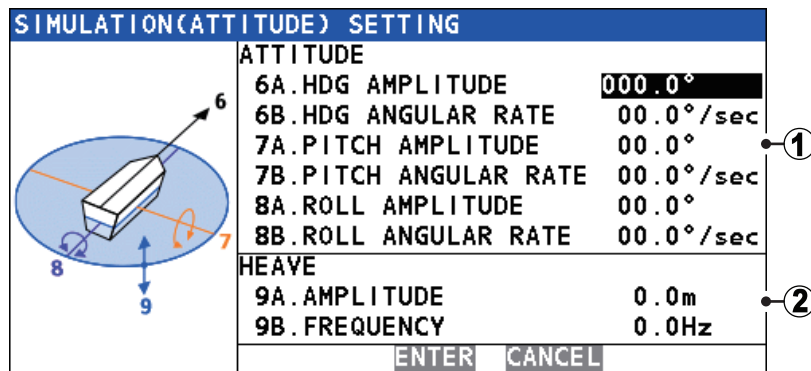 SIMULATION(ATTITUDE) SETTING
ATTITUDE
6A.HDG AMPLITUDE 000.0°
6B.HDG ANGULAR RATE 00.0°/sec
7A.PITCH AMPLITUDE 00.0°
7B.PITCH ANGULAR RATE 00.0°/sec
8A.ROLL AMPLITUDE 00.0°
8B.ROLL ANGULAR RATE 00.0°/sec
1
6
7
8
9
HEAVE
9A.AMPLITUDE 0.0m
9B.FREQUENCY 0.0Hz
2
ENTER CANCEL